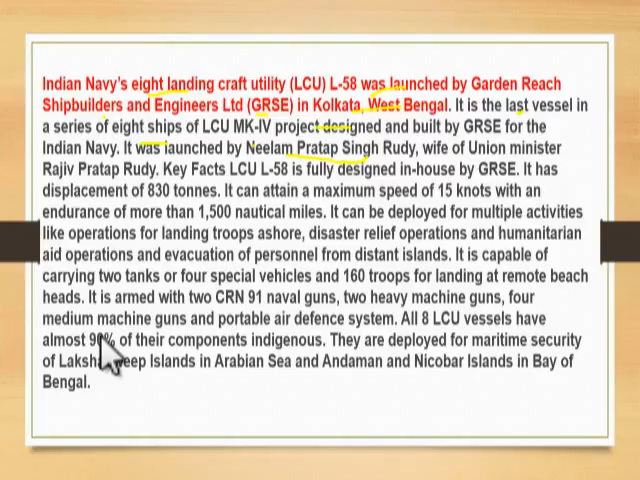 Indian Navy's eight landing craft utility (LCU) L-58 was launched by Garden Reach
Shipbuilders and Engineers Ltd (GRSE) in Kolkata, West Bengal. It is the last vessel in
a series of eight ships of LCU MK-IV project designed and built by GRSE for the
Indian Navy. It was launched by Neelam Pratap Singh Rudy, wife of Union minister
Rajiv Pratap Rudy. Key Facts LCU L-58 is fully designed in-house by GRSE. It has
displacement of 830 tonnes. It can attain a maximum speed of 15 knots with an
endurance of more than 1,500 nautical miles. It can be deployed for multiple activities
like operations for landing troops ashore, disaster relief operations and humanitarian
aid operations and evacuation of personnel from distant islands. It is capable of
carrying two tanks or four special vehicles and 160 troops for landing at remote beach
heads. It is armed with two CRN 91 naval guns, two heavy machine guns, four
medium machine guns and portable air defence system. All 8 LCU vessels have
almost 90% of their components indigenous. They are deployed for maritime security
of Lakshadweep Islands in Arabian Sea and Andaman and Nicobar Islands in Bay of
Bengal.